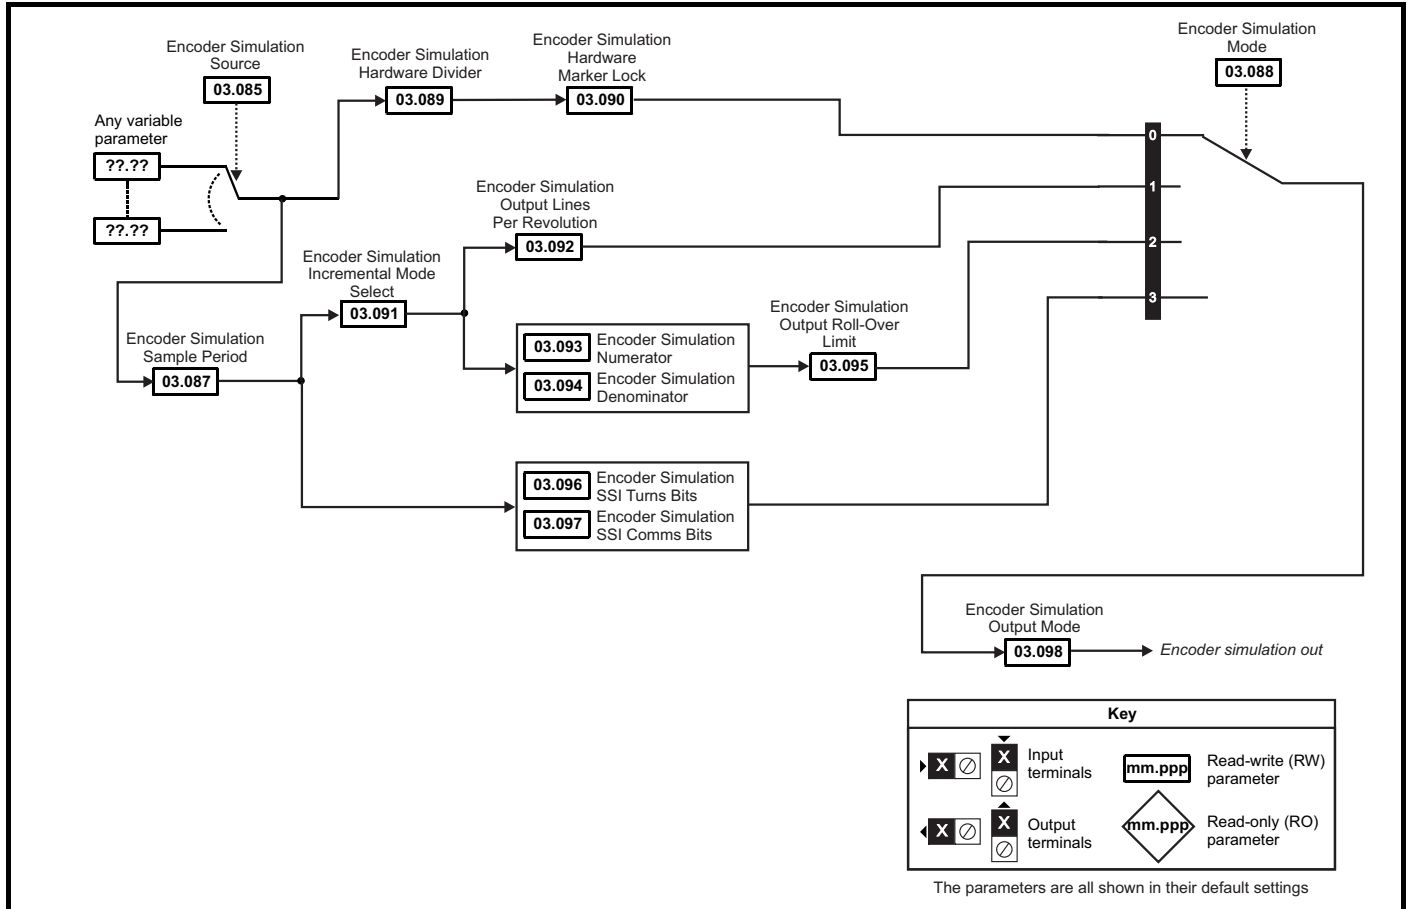 Encoder Simulation
Source
03.085
Encoder Simulation
Hardware Divider
03.089
Encoder Simulation
Hardware
Marker Lock
03.090
Encoder Simulation
Mode
03.088
Any variable
parameter
??.??
??.??
0
1
2
3
Encoder Simulation
Output Lines
Per Revolution
03.092
Encoder Simulation
Incremental Mode
Select
03.091
Encoder Simulation
Sample Period
03.087
03.093 Encoder Simulation
Numerator
03.094 Encoder Simulation
Denominator
Encoder Simulation
Output Roll-Over
Limit
03.095
03.096 Encoder Simulation
SSI Turns Bits
03.097 Encoder Simulation
SSI Comms Bits
Encoder Simulation
Output Mode
03.098
Encoder simulation out
Key
X X Input
terminals
mm.ppp Read-write (RW)
parameter
X X Output
terminals
mm.ppp Read-only (RO)
parameter
The parameters are all shown in their default settings